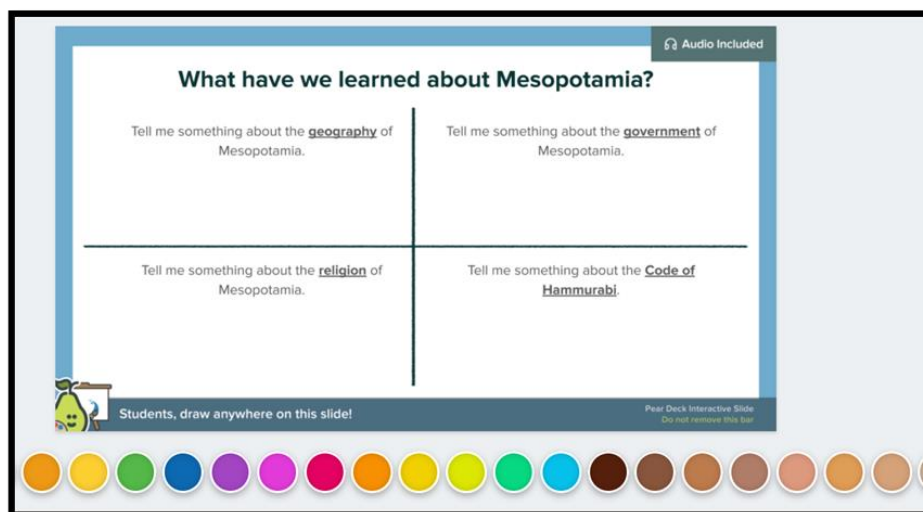 Audio Included
What have we learned about Mesopotamia?
Tell me something about the geography of
Mesopotamia.
Tell me something about the government of
Mesopotamia.
Tell me something about the religion of
Mesopotamia.
Tell me something about the Code of
Hammurabi.
Students, draw anywhere on this slide!
Pear Deck Interactive Slide
Do not remove this bar